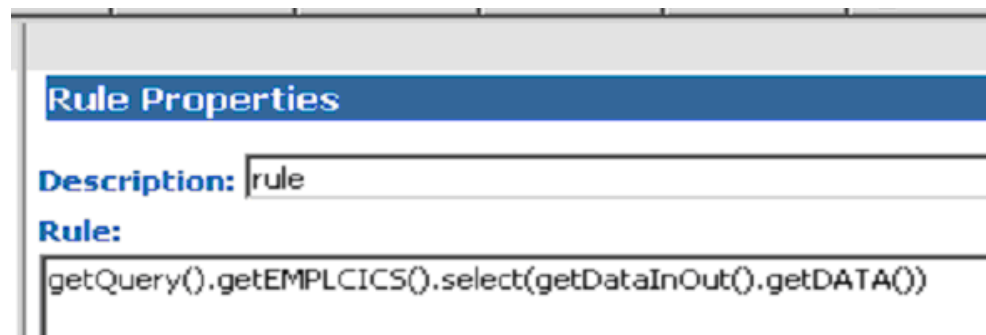 Rule Properties
Description: rule
Rule:
getQuery().getEMPLCICS().select(getDataInOut().getDATA())